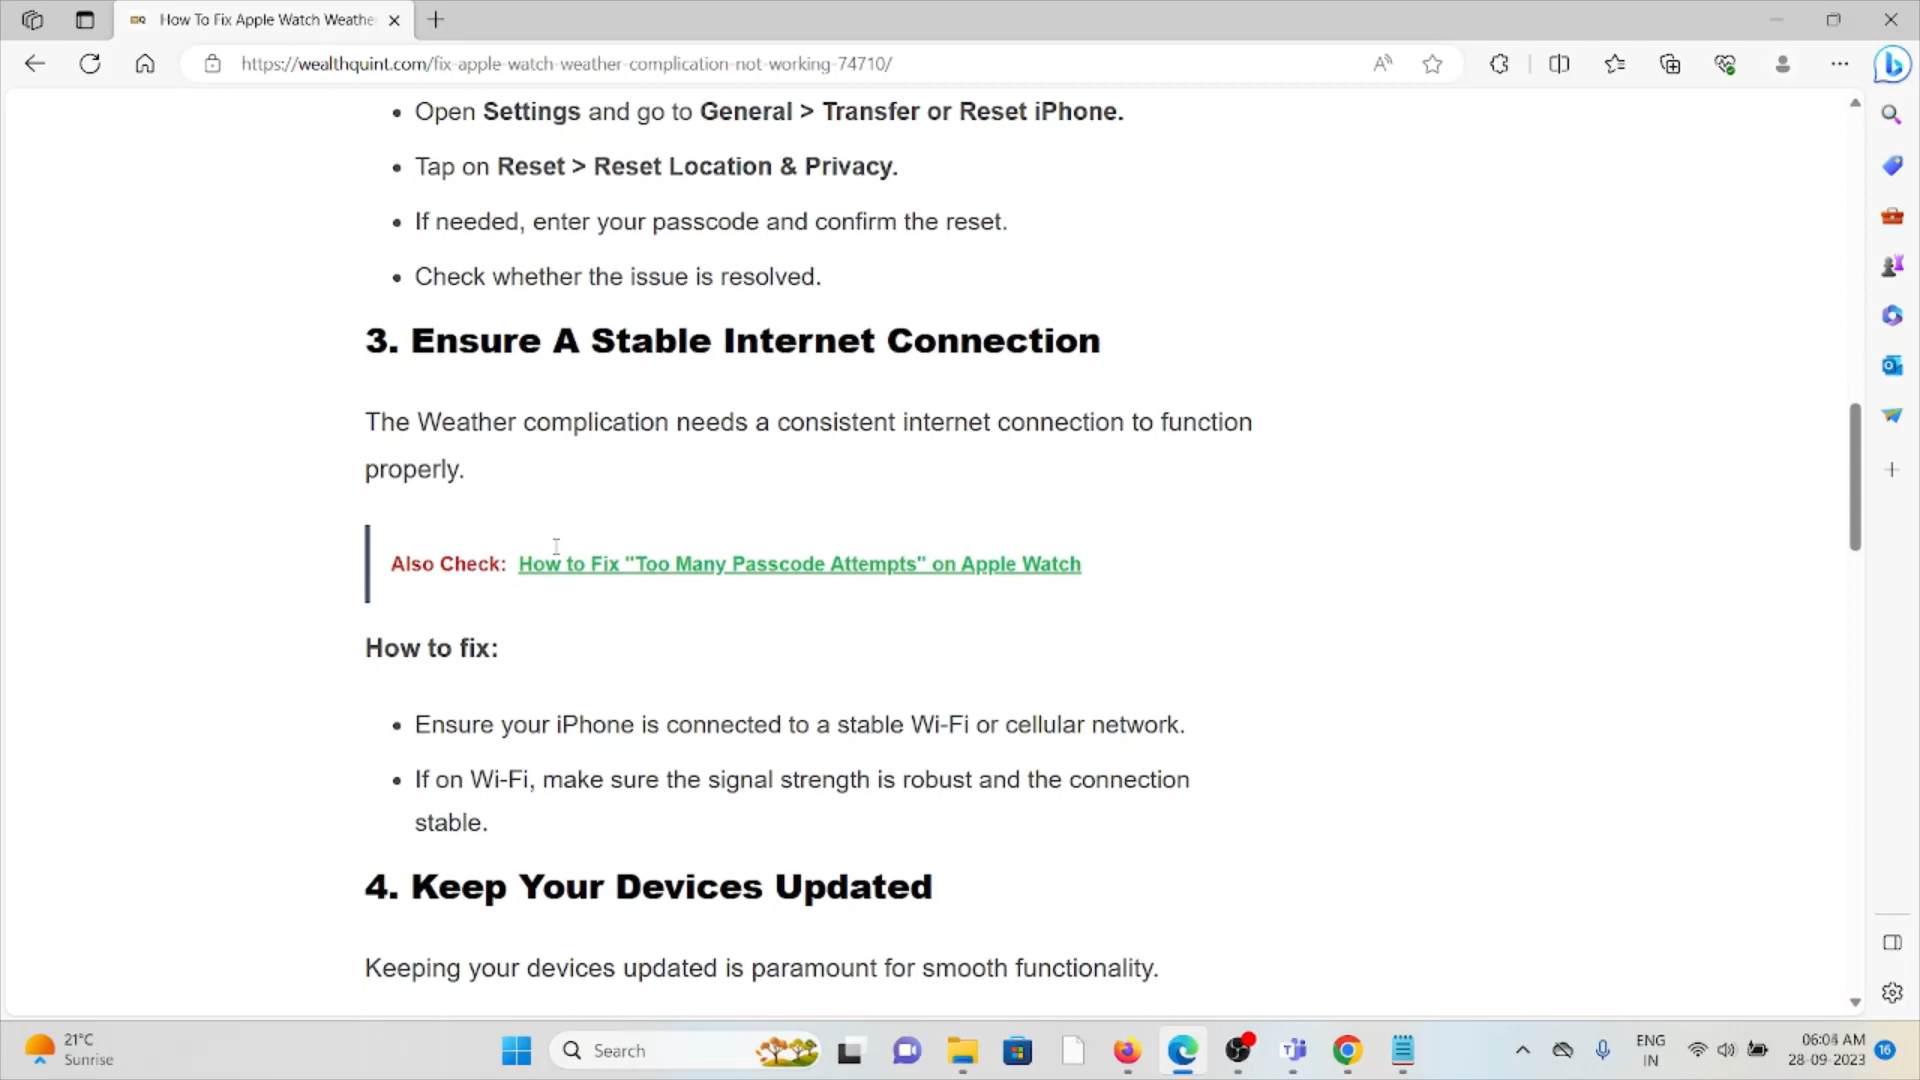 How To Fix Apple Watch Weathe
https://wealthquint.com/fix-apple-watch-weather-complication-not-working-74710/
Open Settings and go to General > Transfer or Reset iPhone.
Tap on Reset > Reset Location & Privacy.
If needed, enter your passcode and confirm the reset.
Check whether the issue is resolved.
3. Ensure A Stable Internet Connection
The Weather complication needs a consistent internet connection to function
properly.
Also Check: How to Fix "Too Many Passcode Attempts" on Apple Watch
How to fix:
Ensure your iPhone is connected to a stable Wi-Fi or cellular network.
If on Wi-Fi, make sure the signal strength is robust and the connection
stable.
4. Keep Your Devices Updated
Keeping your devices updated is paramount for smooth functionality.
21°C
Sunrise
Search
ENG
IN
28-09-2023
16